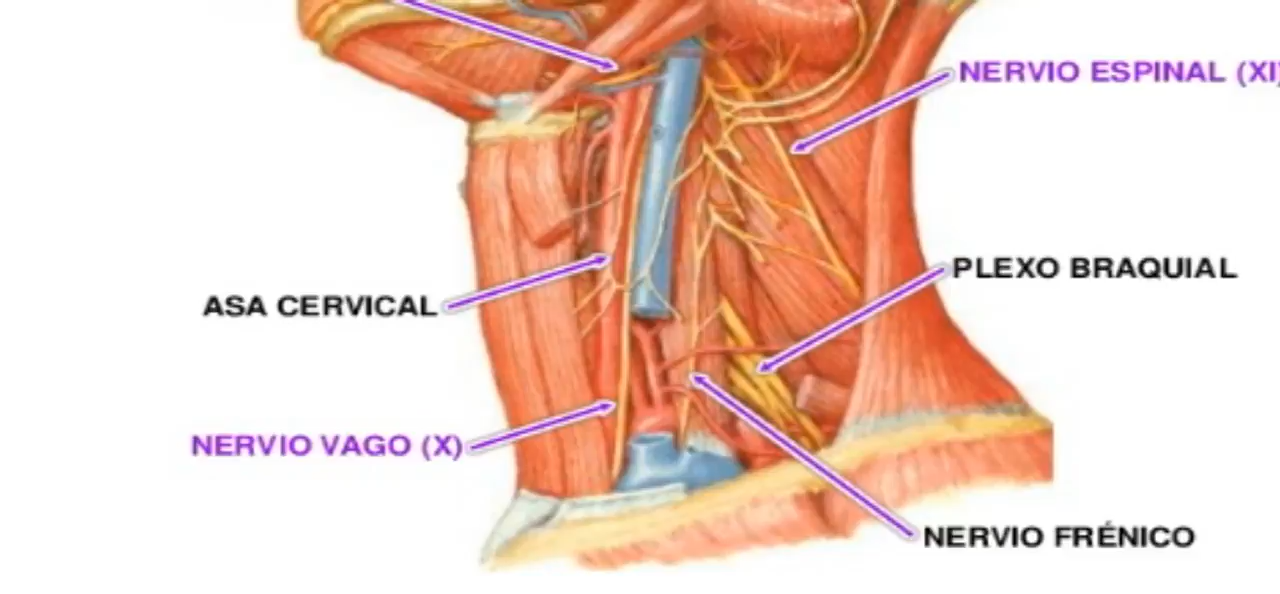 NERVIO ESPINAL (XI)
PLEXO BRAQUIAL
ASA CERVICAL
NERVIO VAGO (X)
NERVIO FRÉNICO